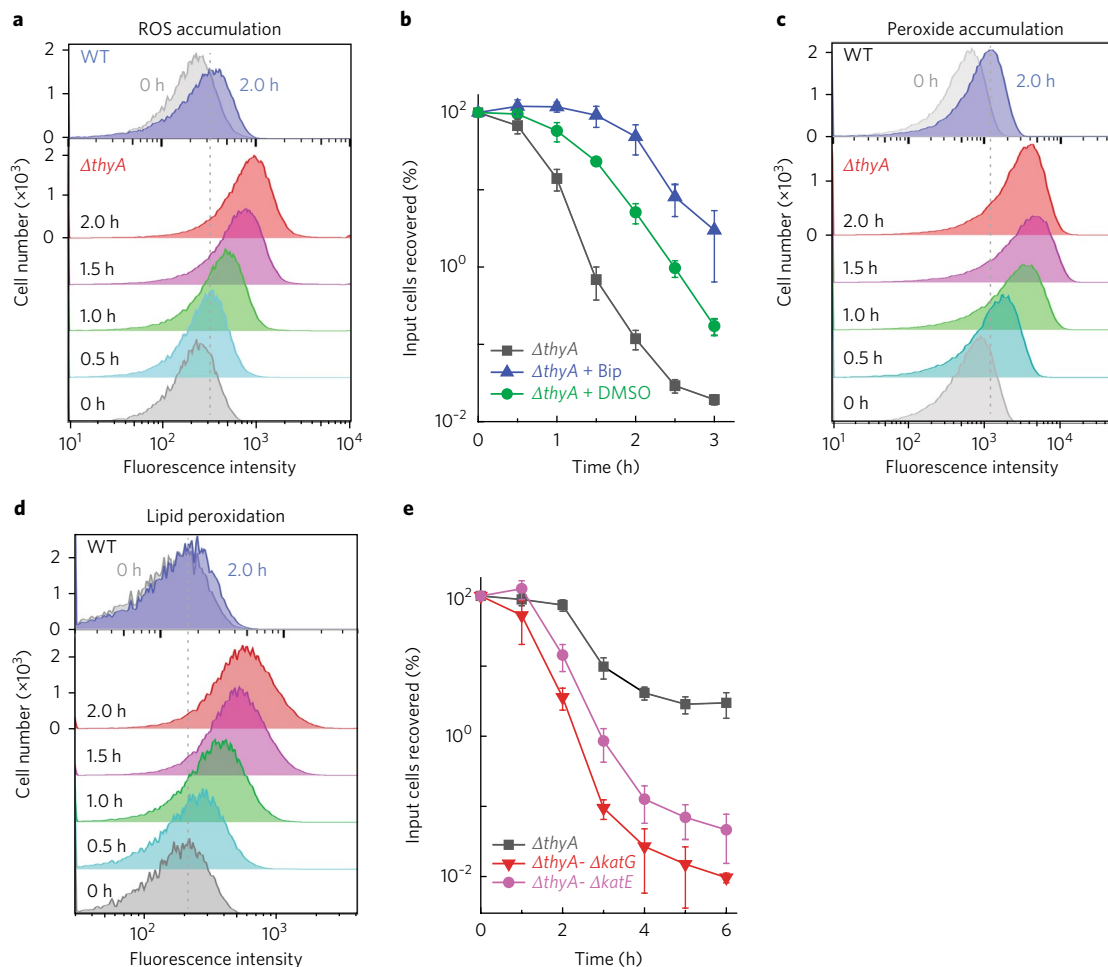 a
ROS accumulation
WT
0 h
2.0 h
2
1
0
ΔthyA
2
1
0
2.0 h
1.5 h
1.0 h
0.5 h
0 h
Cell number (×10³)
10¹ 10² 10³ 10⁴
Fluorescence intensity
b
Input cells recovered (%)
10²
10⁰
10⁻²
ΔthyA
ΔthyA + Bip
ΔthyA + DMSO
0 1 2 3
Time (h)
c
Peroxide accumulation
WT
0 h
2.0 h
2
1
0
ΔthyA
2
1
0
2.0 h
1.5 h
1.0 h
0.5 h
0 h
Cell number (×10³)
10¹ 10² 10³ 10⁴
Fluorescence intensity
d
Lipid peroxidation
WT
0 h
2.0 h
2
1
0
2
1
0
2.0 h
1.5 h
1.0 h
0.5 h
0 h
Cell number (×10³)
10² 10³
Fluorescence intensity
e
Input cells recovered (%)
10²
10⁰
10⁻²
ΔthyA
ΔthyA- ΔkatG
ΔthyA- ΔkatE
0 2 4 6
Time (h)